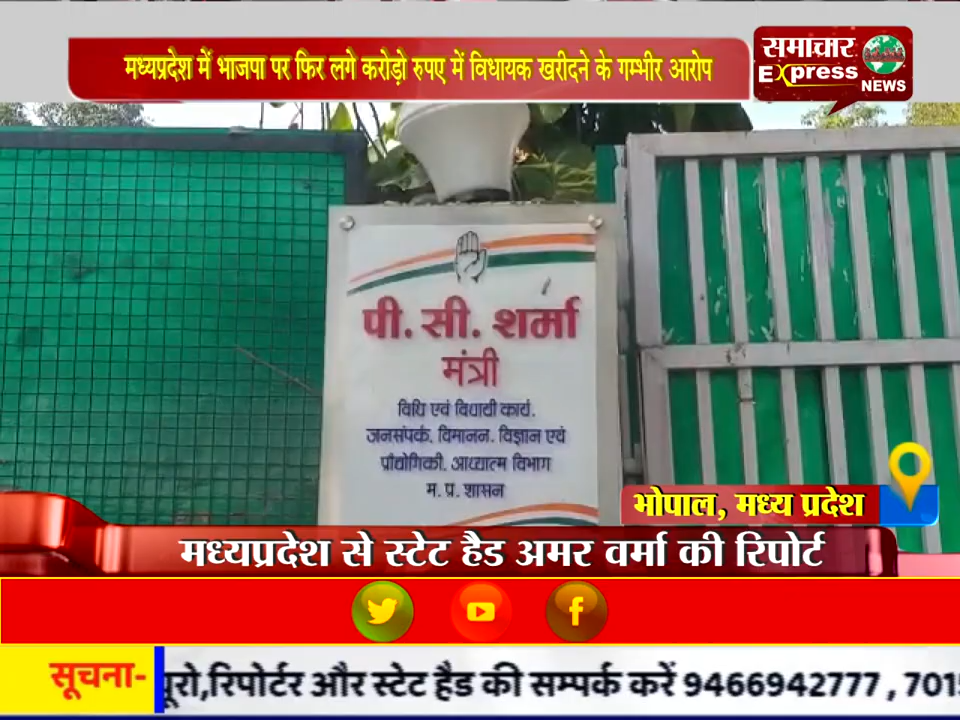 मध्यप्रदेश में भाजपा पर फिर लगे करोड़ो रुपए में विधायक खरीदने के गम्भीर आरोप
समाचार
Express
NEWS
पी. सी. शर्मा
मंत्री
विधि एवं विधायी कार्य,
जनसंपर्क, विमानन, विज्ञान एवं
प्रौद्योगिकी, आध्यात्म विभाग
म. प्र. शासन
भोपाल, मध्य प्रदेश
मध्यप्रदेश से स्टेट हैड अमर वर्मा की रिपोर्ट
सूचना- यूरो,रिपोर्टर और स्टेट हैड की सम्पर्क करें 9466942777 , 701